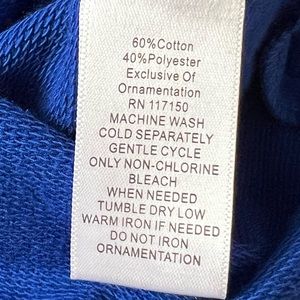 60%Cotton
40%Polyester
Exclusive Of
Ornamentation
RN 117150
MACHINE WASH
COLD SEPARATELY
GENTLE CYCLE
ONLY NON-CHLORINE
BLEACH
WHEN NEEDED
TUMBLE DRY LOW
WARM IRON IF NEEDED
DO NOT IRON
ORNAMENTATION